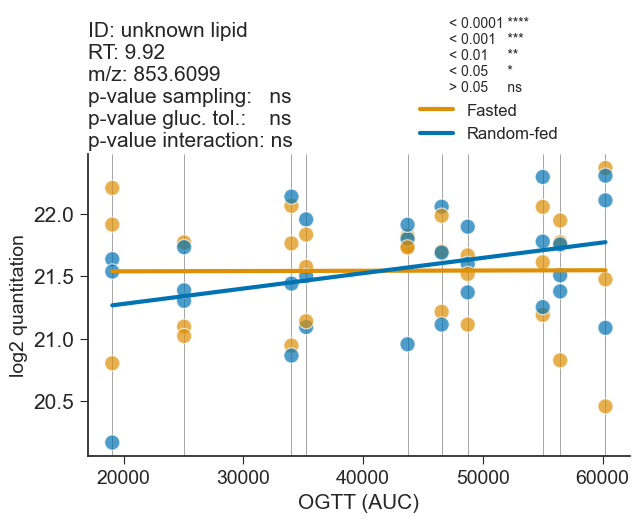 ID: unknown lipid
RT: 9.92
m/z: 853.6099
p-value sampling: ns
p-value gluc. tol.: ns
p-value interaction: ns
< 0.0001 ****
< 0.001 ***
< 0.01 **
< 0.05 *
> 0.05 ns
Fasted
Random-fed
log2 quantitation
22.0
21.5
21.0
20.5
20000 30000 40000 50000 60000
OGTT (AUC)